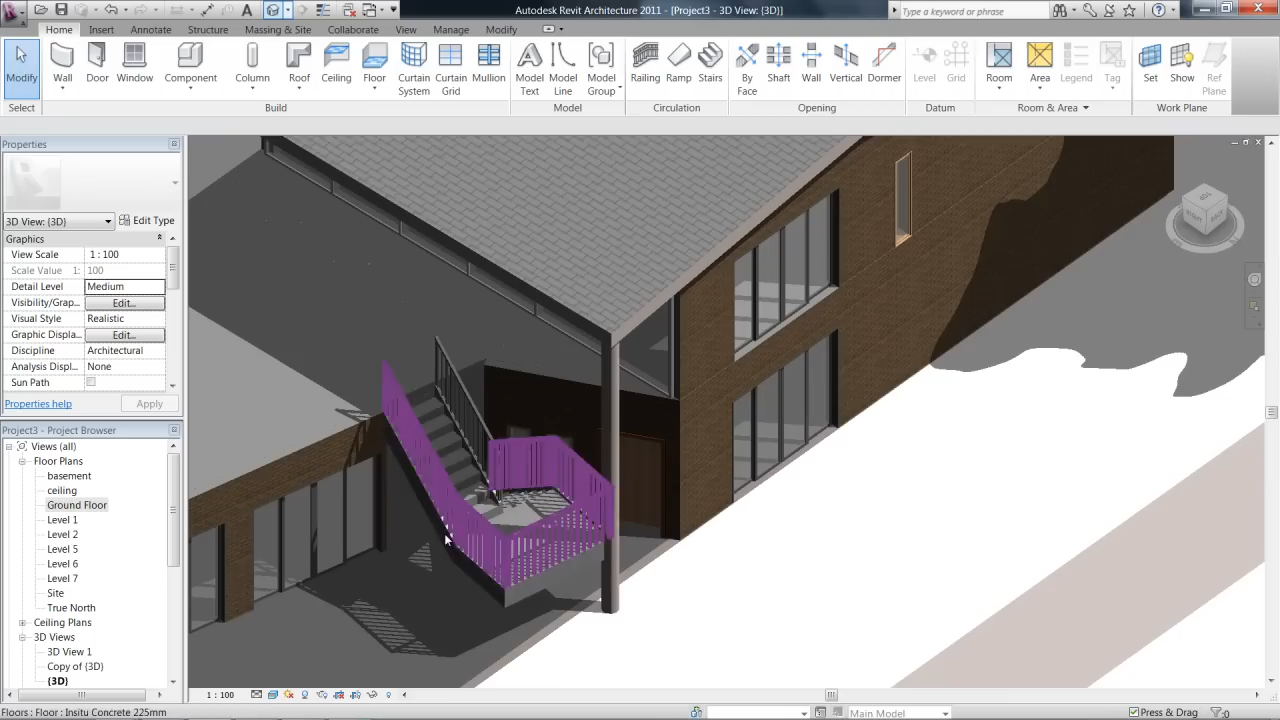 Autodesk Revit Architecture 2011 - [Project3 - 3D View: {3D}]
Type a keyword or phrase
Home Insert Annotate Structure Massing & Site Collaborate View Manage Modify
Modify Wall Door Window Component Column Roof Ceiling Floor Curtain System Curtain Grid Mullion Model Text Model Line Model Group Railing Ramp Stairs By Face Shaft Wall Vertical Dormer Level Grid Room Area Legend Tag Set Show Ref Plane
Select Build Model Circulation Opening Datum Room & Area Work Plane
Properties
3D View: {3D} Edit Type
Graphics
View Scale 1 : 100
Scale Value 1: 100
Detail Level Medium
Visibility/Grap... Edit...
Visual Style Realistic
Graphic Displa... Edit...
Discipline Architectural
Analysis Displ... None
Sun Path
Properties help Apply
Project3 - Project Browser
Views (all)
Floor Plans
basement
ceiling
Ground Floor
Level 1
Level 2
Level 5
Level 6
Level 7
Site
True North
Ceiling Plans
3D Views
3D View 1
Copy of {3D}
{3D}
TOP
RIGHT BACK
1 : 100
Floors : Floor : Insitu Concrete 225mm
Main Model
Press & Drag :0